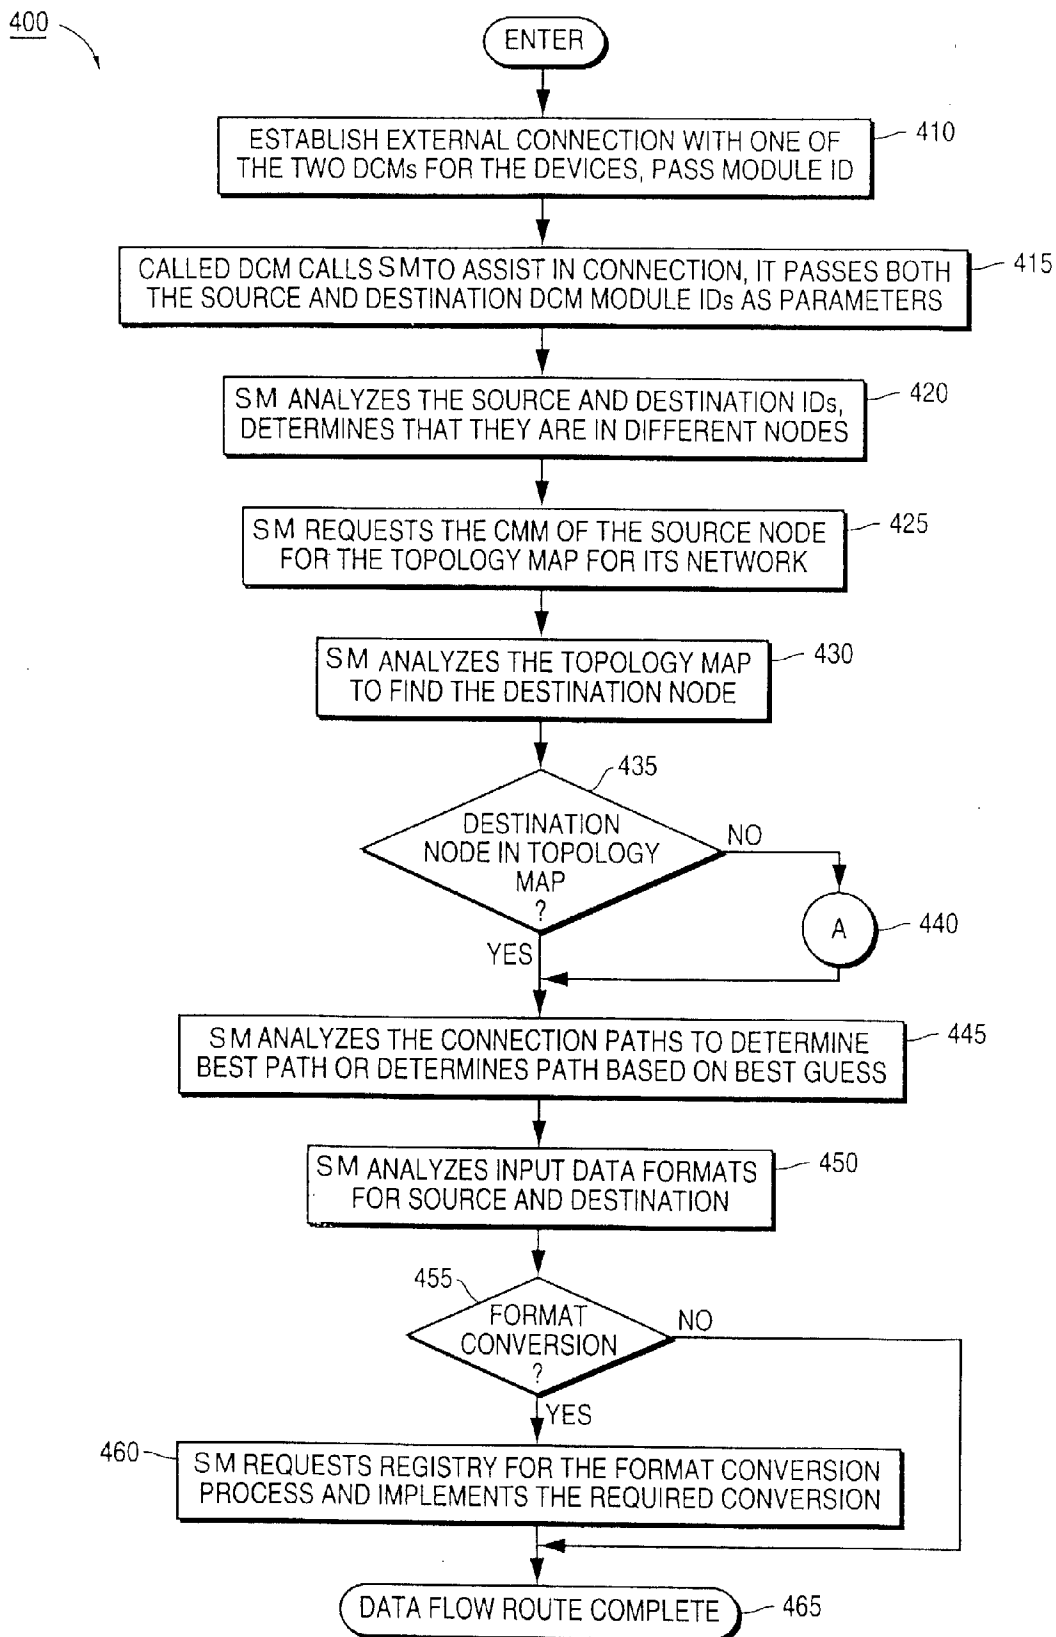 400
ENTER
ESTABLISH EXTERNAL CONNECTION WITH ONE OF
THE TWO DCMs FOR THE DEVICES, PASS MODULE ID
410
CALLED DCM CALLS SM TO ASSIST IN CONNECTION, IT PASSES BOTH
THE SOURCE AND DESTINATION DCM MODULE IDs AS PARAMETERS
415
SM ANALYZES THE SOURCE AND DESTINATION IDs,
DETERMINES THAT THEY ARE IN DIFFERENT NODES
420
SM REQUESTS THE CMM OF THE SOURCE NODE
FOR THE TOPOLOGY MAP FOR ITS NETWORK
425
SM ANALYZES THE TOPOLOGY MAP
TO FIND THE DESTINATION NODE
430
435
DESTINATION
NODE IN TOPOLOGY
MAP
?
NO
A
440
YES
SM ANALYZES THE CONNECTION PATHS TO DETERMINE
BEST PATH OR DETERMINES PATH BASED ON BEST GUESS
445
SM ANALYZES INPUT DATA FORMATS
FOR SOURCE AND DESTINATION
450
455
FORMAT
CONVERSION
?
NO
YES
460
SM REQUESTS REGISTRY FOR THE FORMAT CONVERSION
PROCESS AND IMPLEMENTS THE REQUIRED CONVERSION
DATA FLOW ROUTE COMPLETE
465